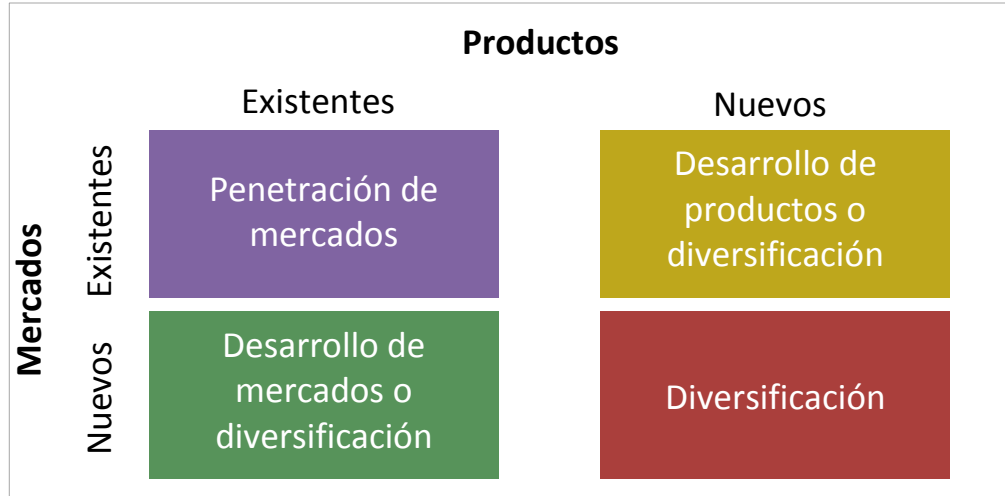 Productos
Existentes
Nuevos
Mercados
Existentes
Penetración de
mercados
Desarrollo de
productos o
diversificación
Nuevos
Desarrollo de
mercados o
diversificación
Diversificación